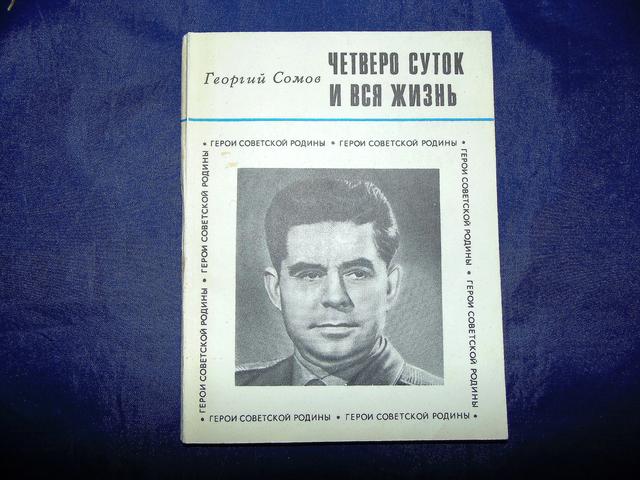 Георгий Сомов
ЧЕТВЕРО СУТОК
И ВСЯ ЖИЗНЬ
• ГЕРОИ СОВЕТСКОЙ РОДИНЫ • ГЕРОИ СОВЕТСКОЙ РОДИНЫ •
ГЕРОИ СОВЕТСКОЙ РОДИНЫ • ГЕРОИ СОВЕТСКОЙ РОДИНЫ
ГЕРОИ СОВЕТСКОЙ РОДИНЫ • ГЕРОИ СОВЕТСКОЙ РОДИНЫ
• ГЕРОИ СОВЕТСКОЙ РОДИНЫ • ГЕРОИ СОВЕТСКОЙ РОДИНЫ •